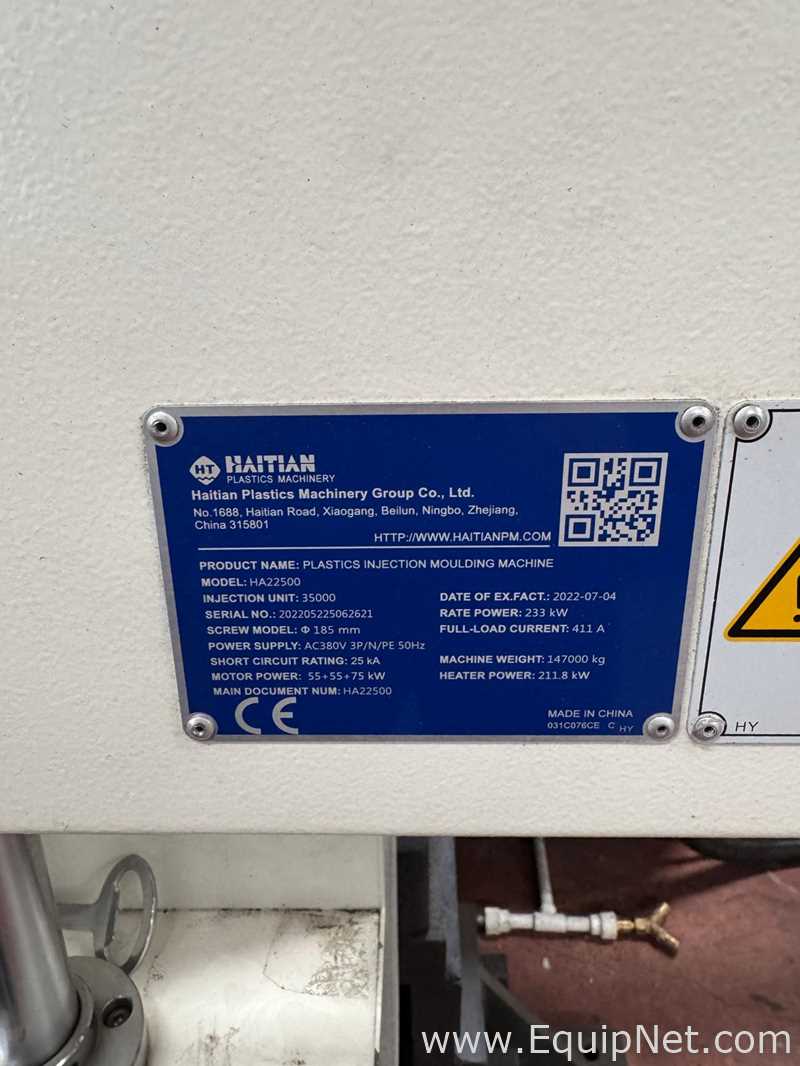 HT HAITIAN
PLASTICS MACHINERY
Haitian Plastics Machinery Group Co., Ltd.
No.1688, Haitian Road, Xiaogang, Beilun, Ningbo, Zhejiang,
China 315801
HTTP://WWW.HAITIANPM.COM
PRODUCT NAME: PLASTICS INJECTION MOULDING MACHINE
MODEL: HA22500
INJECTION UNIT: 35000 DATE OF EX.FACT.: 2022-07-04
SERIAL NO.: 202205225062621 RATE POWER: 233 kW
SCREW MODEL: Φ 185 mm FULL-LOAD CURRENT: 411 A
POWER SUPPLY: AC380V 3P/N/PE 50Hz
SHORT CIRCUIT RATING: 25 kA MACHINE WEIGHT: 147000 kg
MOTOR POWER: 55+55+75 kW HEATER POWER: 211.8 kW
MAIN DOCUMENT NUM: HA22500
CE
MADE IN CHINA
031C076CE C HY
HY
www.EquipNet.com